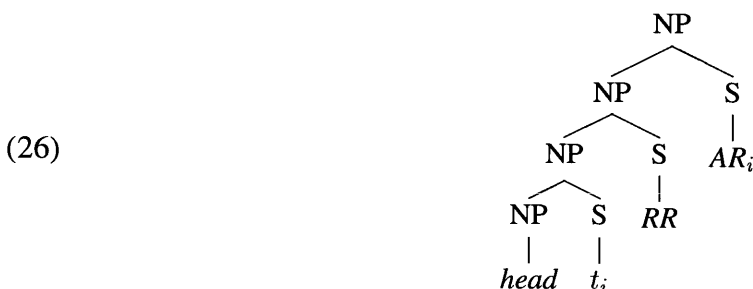 NP
NP S
(26) NP S AR_i
NP S RR
head t_i